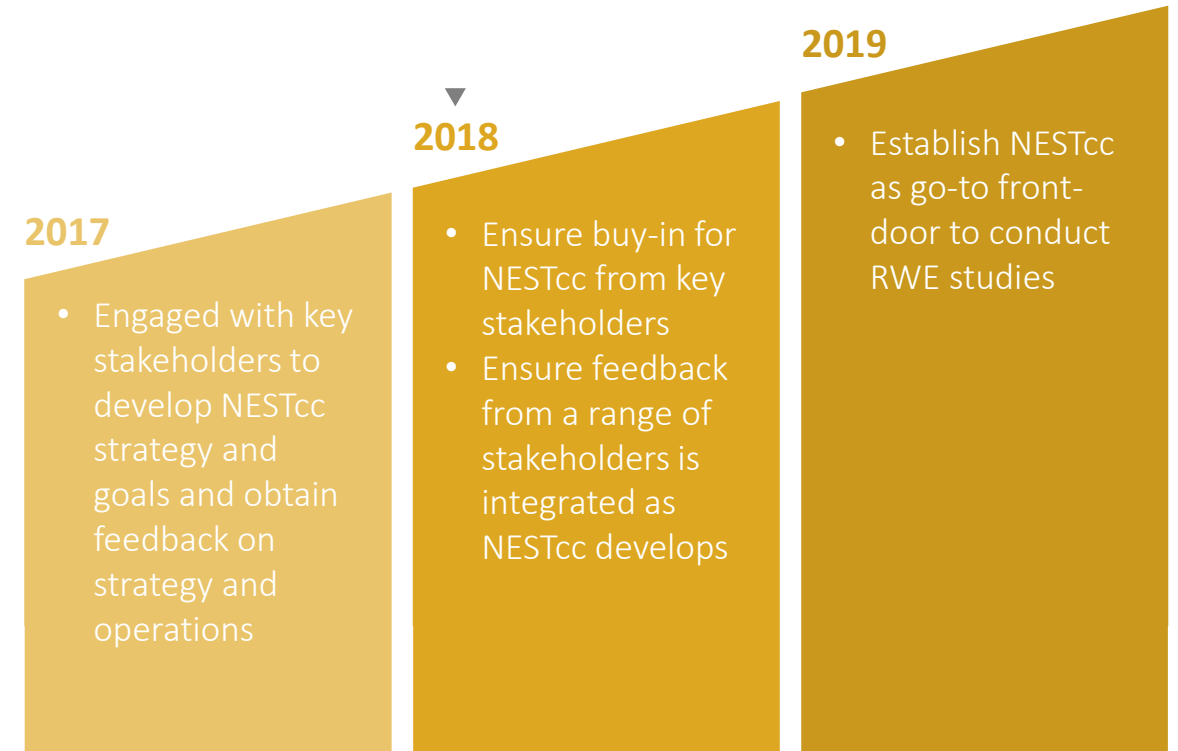 2017
• Engaged with key
stakeholders to
develop NESTcc
strategy and
goals and obtain
feedback on
strategy and
operations
2018
• Ensure buy-in for
NESTcc from key
stakeholders
• Ensure feedback
from a range of
stakeholders is
integrated as
NESTcc develops
2019
• Establish NESTcc
as go-to front-
door to conduct
RWE studies